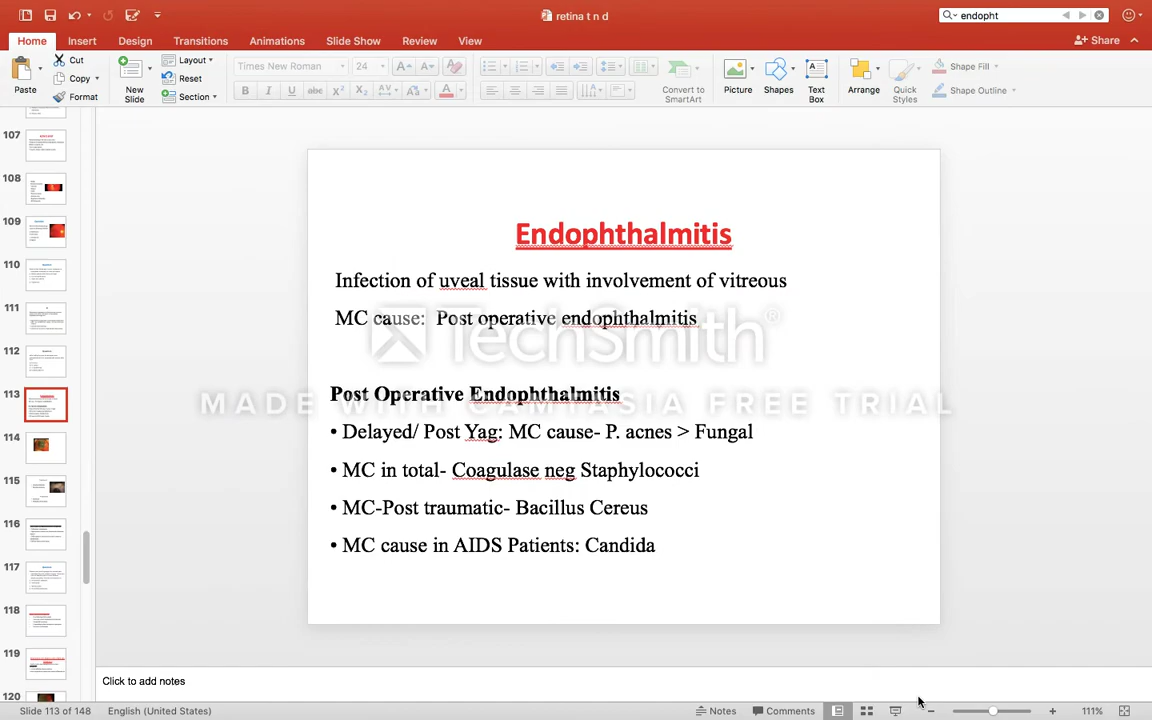 retina t n d
endopht
Home Insert Design Transitions Animations Slide Show Review View Share
Paste Cut Copy Format
New Slide Layout Reset Section
Times New Roman 24
Convert to SmartArt
Picture Shapes Text Box Arrange Quick Styles Shape Fill Shape Outline
107
108
109
110
111
112
113
114
115
116
117
118
119
120
Endophthalmitis
Infection of uveal tissue with involvement of vitreous
MC cause: Post operative endophthalmitis
TechSmith®
Post Operative Endophthalmitis
MADE WITH CAMTASIA FREE TRIAL
• Delayed/ Post Yag: MC cause- P. acnes > Fungal
• MC in total- Coagulase neg Staphylococci
• MC-Post traumatic- Bacillus Cereus
• MC cause in AIDS Patients: Candida
Click to add notes
Slide 113 of 148 English (United States) Notes Comments 111%